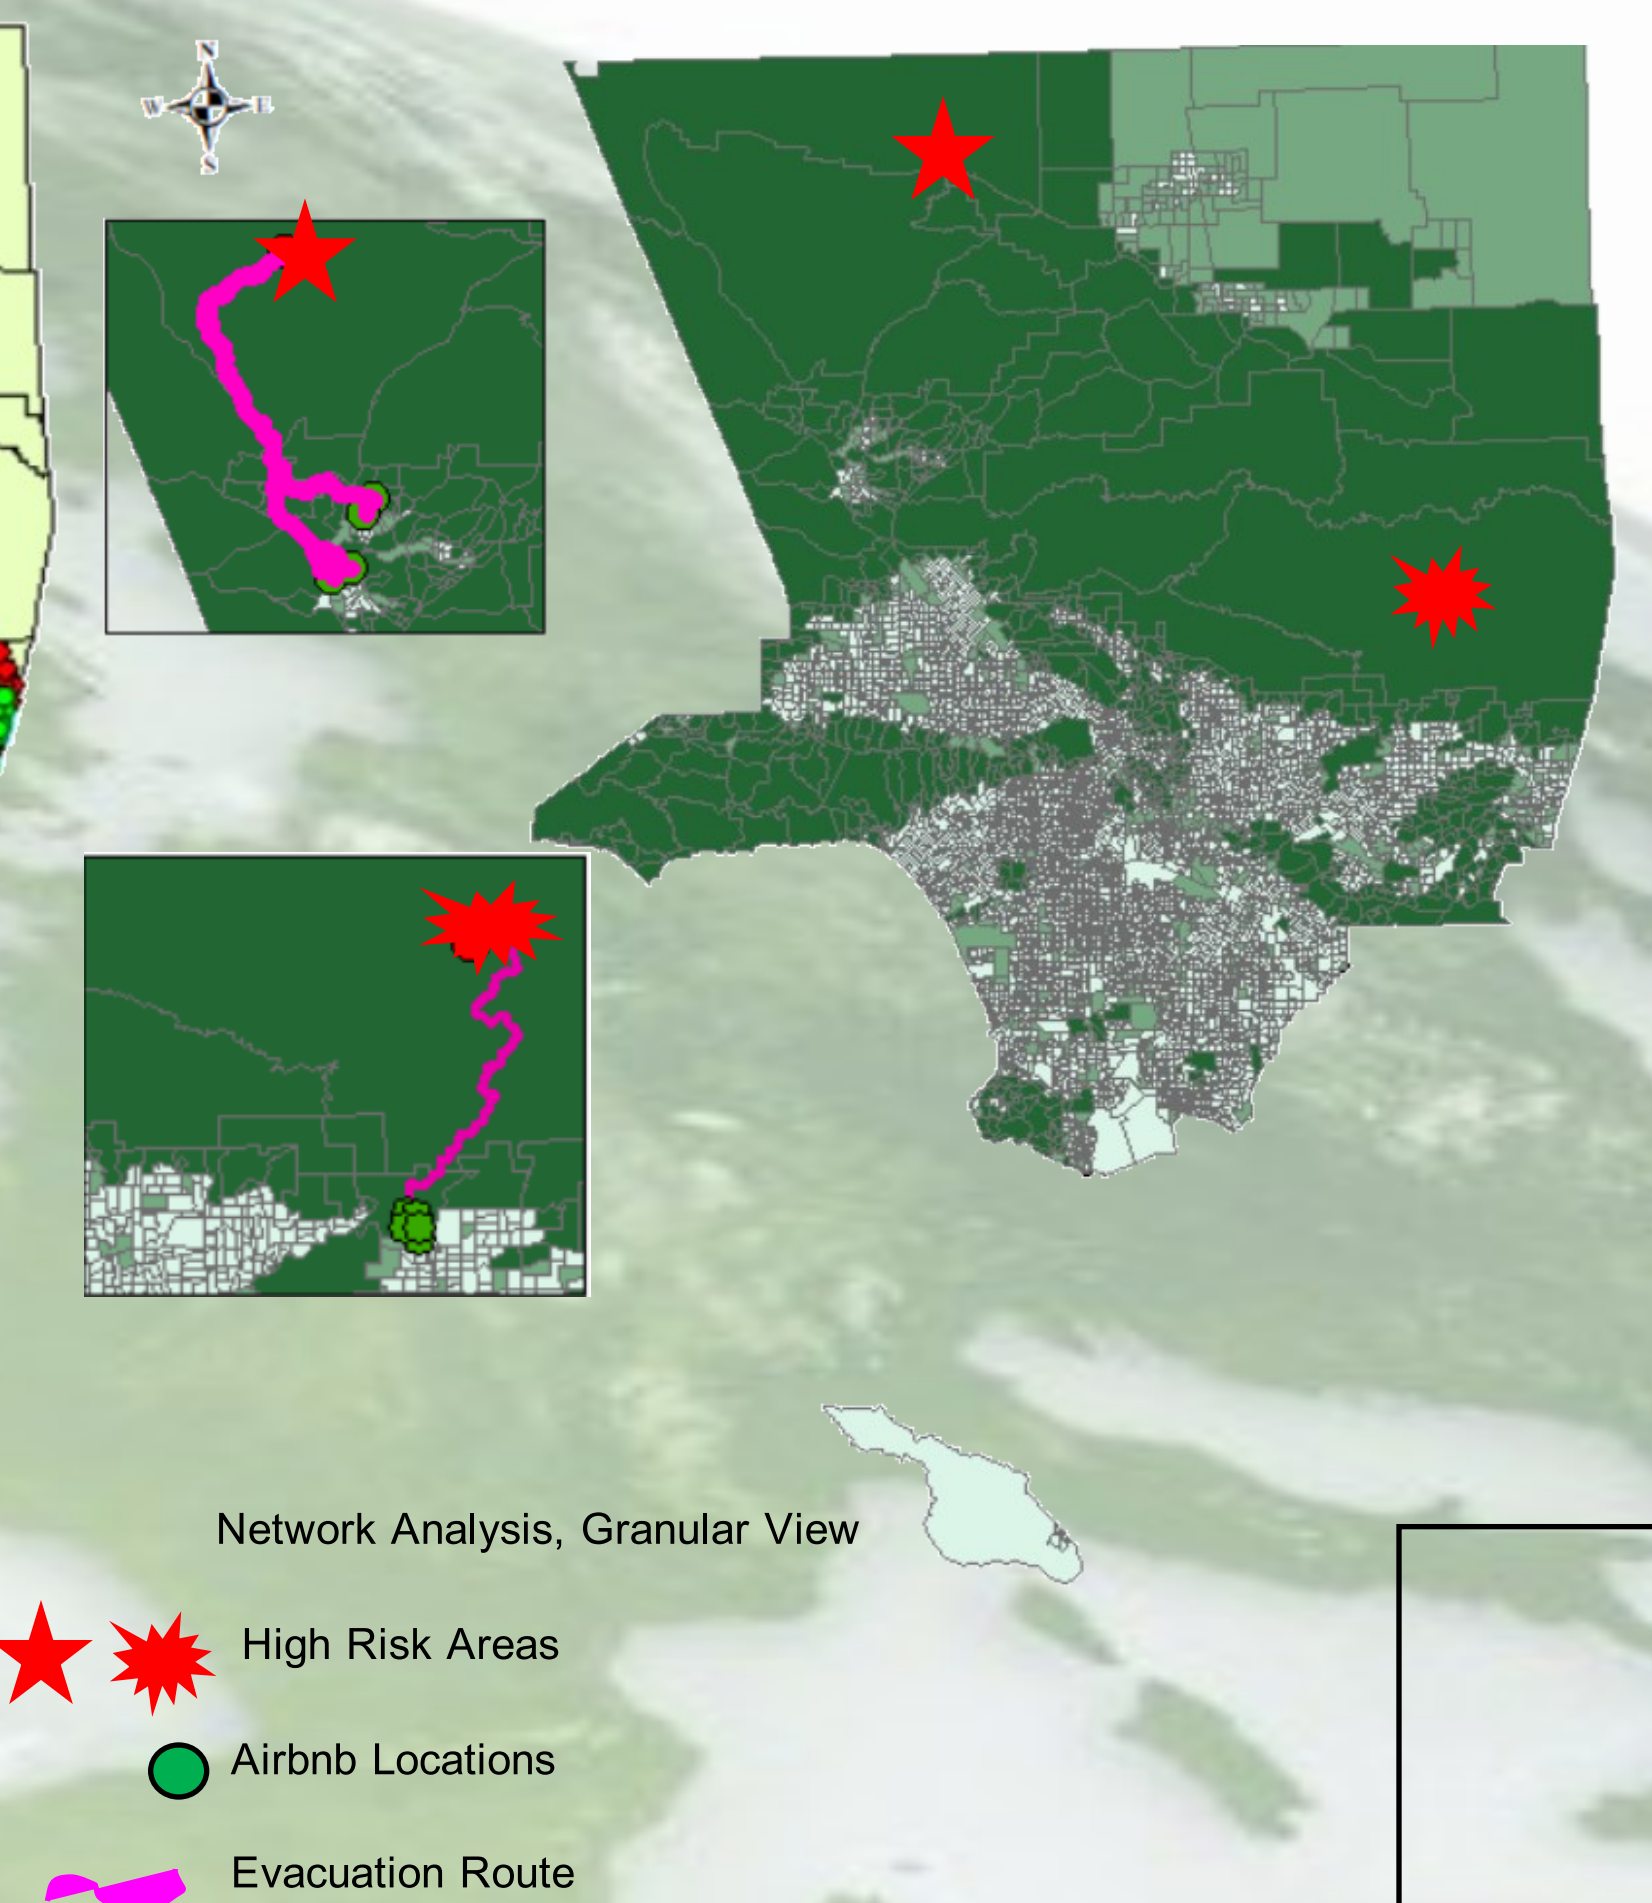 N
W E
S
Network Analysis, Granular View
High Risk Areas
Airbnb Locations
Evacuation Route